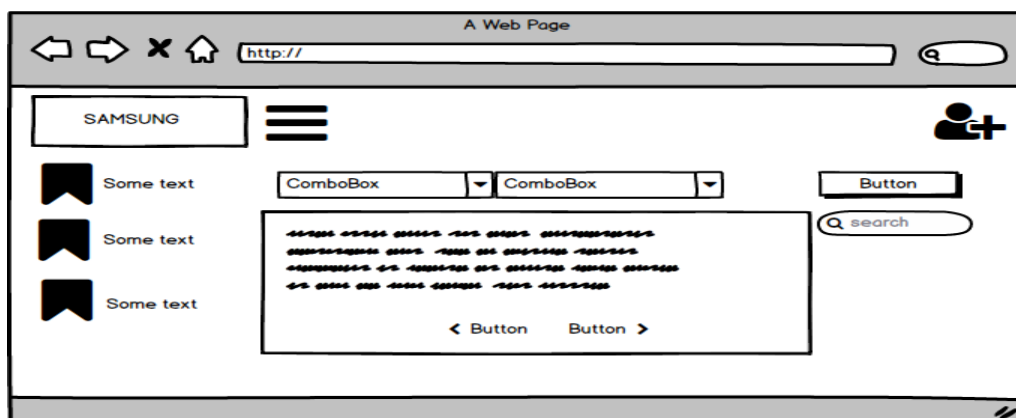 A Web Page
http://
SAMSUNG
Some text
ComboBox
ComboBox
Button
Some text
search
Some text
Button
Button